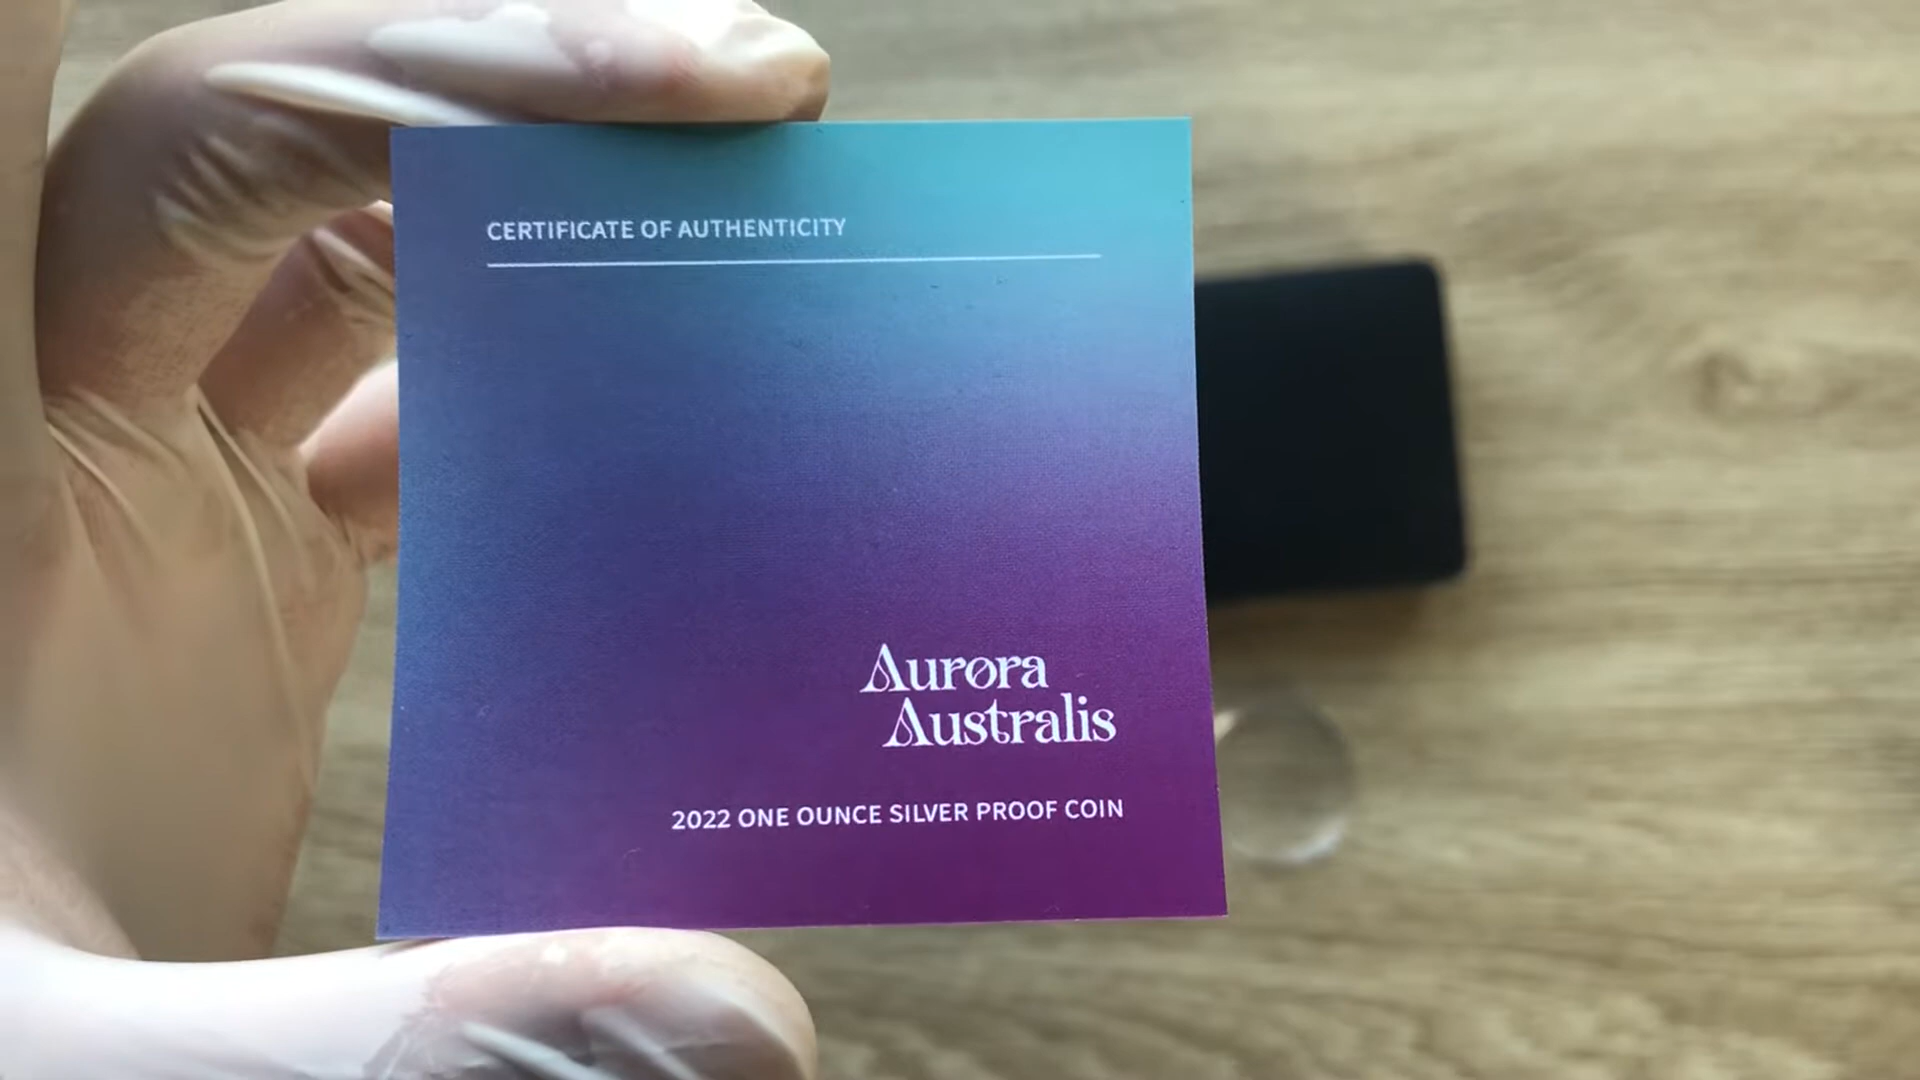 CERTIFICATE OF AUTHENTICITY
Aurora
Australis
2022 ONE OUNCE SILVER PROOF COIN